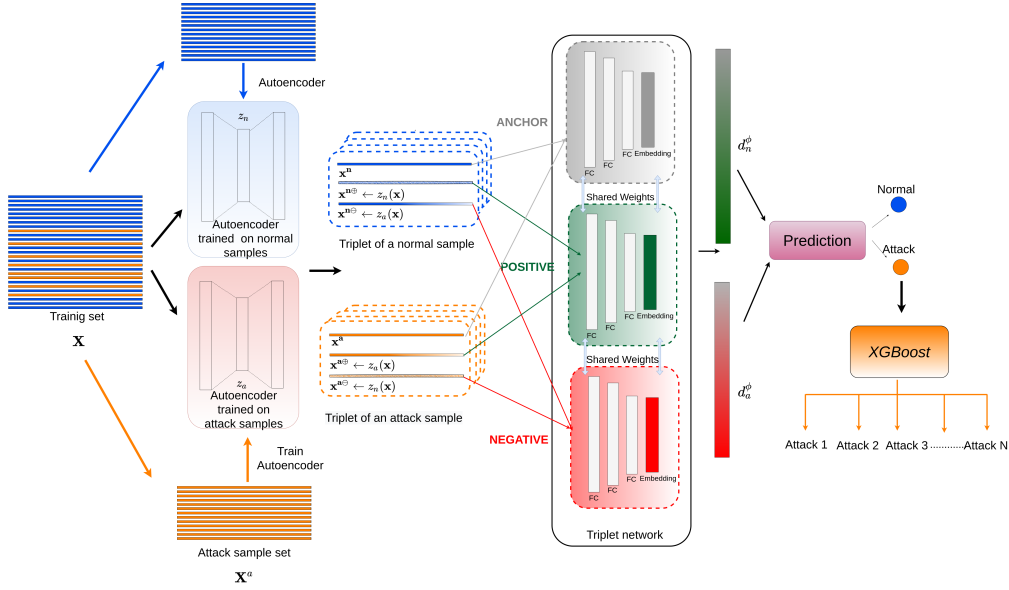 Autoencoder
z_n
Autoencoder
trained on normal
samples
Trainig set
X
z_a
Autoencoder
trained on
attack samples
Train
Autoencoder
Attack sample set
X^a
x^n
x^{n⊕} ← z_n(x)
x^{n⊖} ← z_a(x)
Triplet of a normal sample
x^a
x^{a⊕} ← z_a(x)
x^{a⊖} ← z_n(x)
Triplet of an attack sample
ANCHOR
POSITIVE
NEGATIVE
FC
FC
FC
Embedding
Shared Weights
FC
FC
FC
Embedding
Shared Weights
FC
FC
FC
Embedding
Triplet network
d_n^ϕ
d_a^ϕ
Prediction
Normal
Attack
XGBoost
Attack 1 Attack 2 Attack 3 ............ Attack N